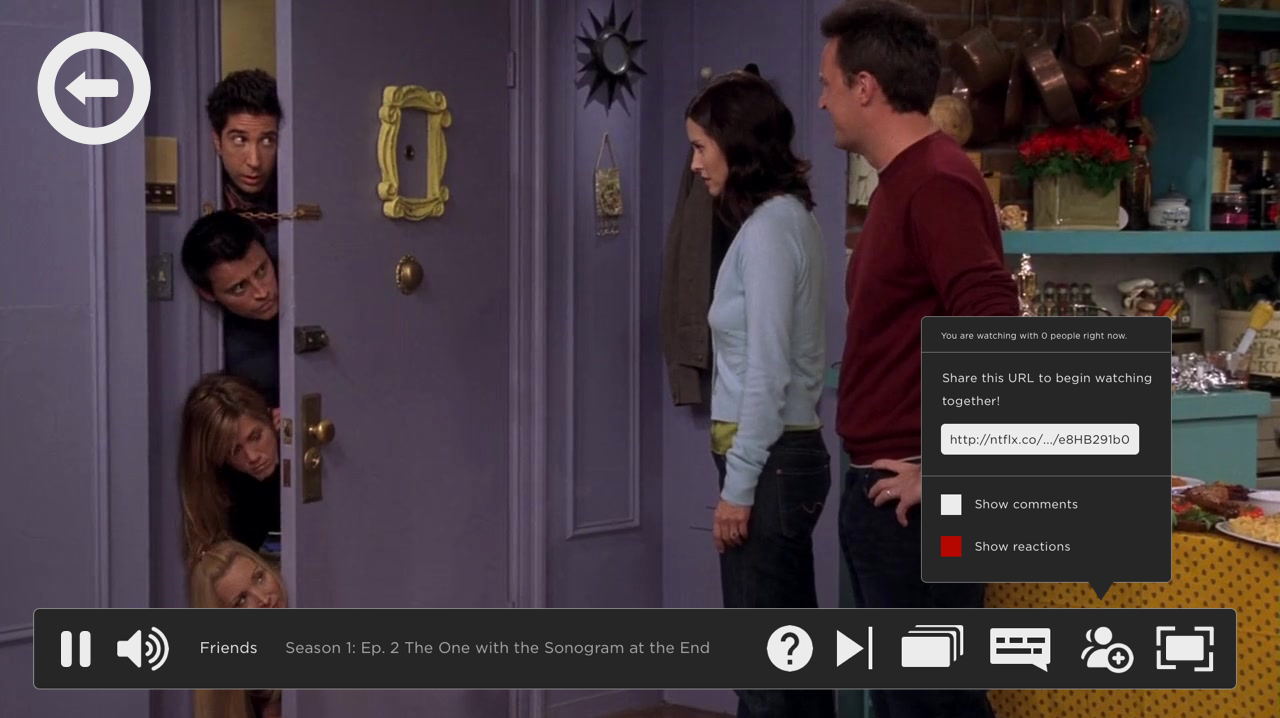 You are watching with 0 people right now.
Share this URL to begin watching
together!
http://ntflx.co/.../e8HB291b0
Show comments
Show reactions
Friends Season 1: Ep. 2 The One with the Sonogram at the End
?